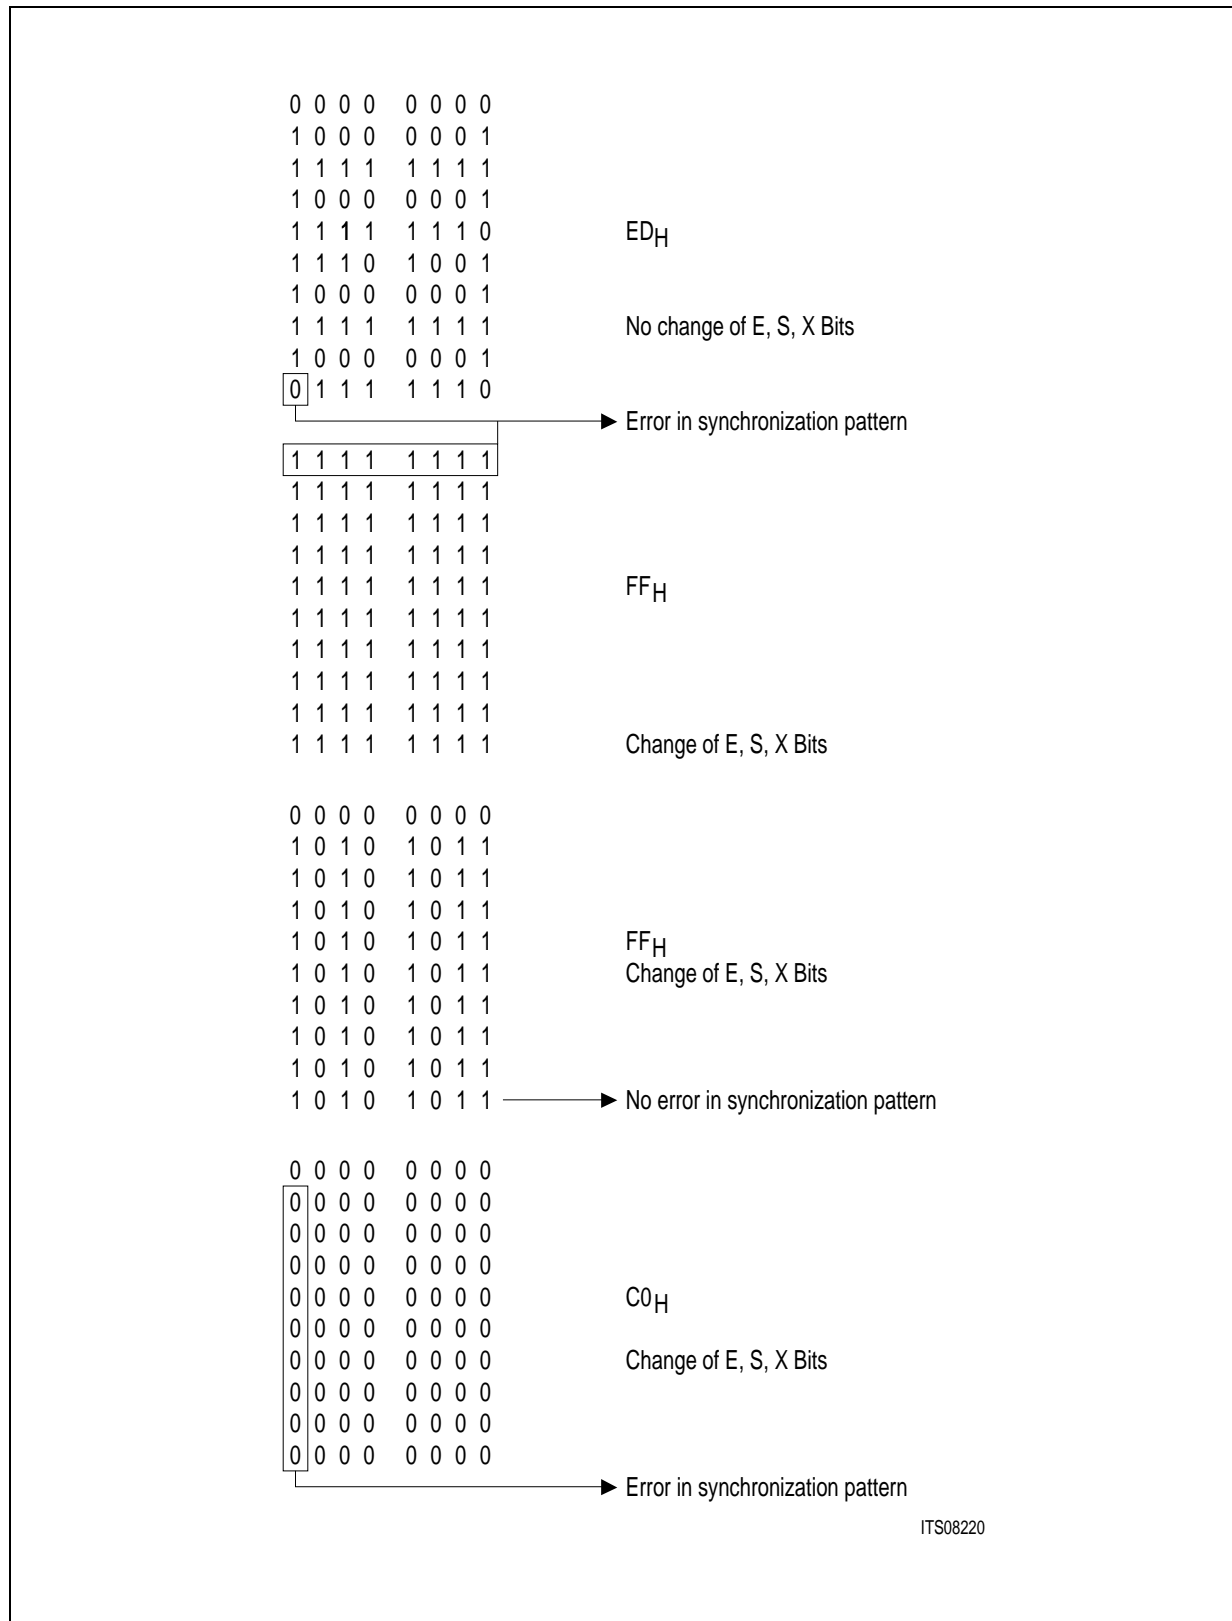 0 0 0 0 0 0 0 0
1 0 0 0 0 0 0 1
1 1 1 1 1 1 1 1
1 0 0 0 0 0 0 1
1 1 1 1 1 1 1 0 EDH
1 1 1 0 1 0 0 1
1 0 0 0 0 0 0 1
1 1 1 1 1 1 1 1 No change of E, S, X Bits
1 0 0 0 0 0 0 1
0 1 1 1 1 1 1 0
Error in synchronization pattern
1 1 1 1 1 1 1 1
1 1 1 1 1 1 1 1
1 1 1 1 1 1 1 1
1 1 1 1 1 1 1 1
1 1 1 1 1 1 1 1 FFH
1 1 1 1 1 1 1 1
1 1 1 1 1 1 1 1
1 1 1 1 1 1 1 1
1 1 1 1 1 1 1 1
1 1 1 1 1 1 1 1 Change of E, S, X Bits
0 0 0 0 0 0 0 0
1 0 1 0 1 0 1 1
1 0 1 0 1 0 1 1
1 0 1 0 1 0 1 1
1 0 1 0 1 0 1 1 FFH
1 0 1 0 1 0 1 1 Change of E, S, X Bits
1 0 1 0 1 0 1 1
1 0 1 0 1 0 1 1
1 0 1 0 1 0 1 1
1 0 1 0 1 0 1 1 No error in synchronization pattern
0 0 0 0 0 0 0 0
0 0 0 0 0 0 0 0
0 0 0 0 0 0 0 0
0 0 0 0 0 0 0 0
0 0 0 0 0 0 0 0 C0H
0 0 0 0 0 0 0 0
0 0 0 0 0 0 0 0 Change of E, S, X Bits
0 0 0 0 0 0 0 0
0 0 0 0 0 0 0 0
0 0 0 0 0 0 0 0
Error in synchronization pattern
ITS08220